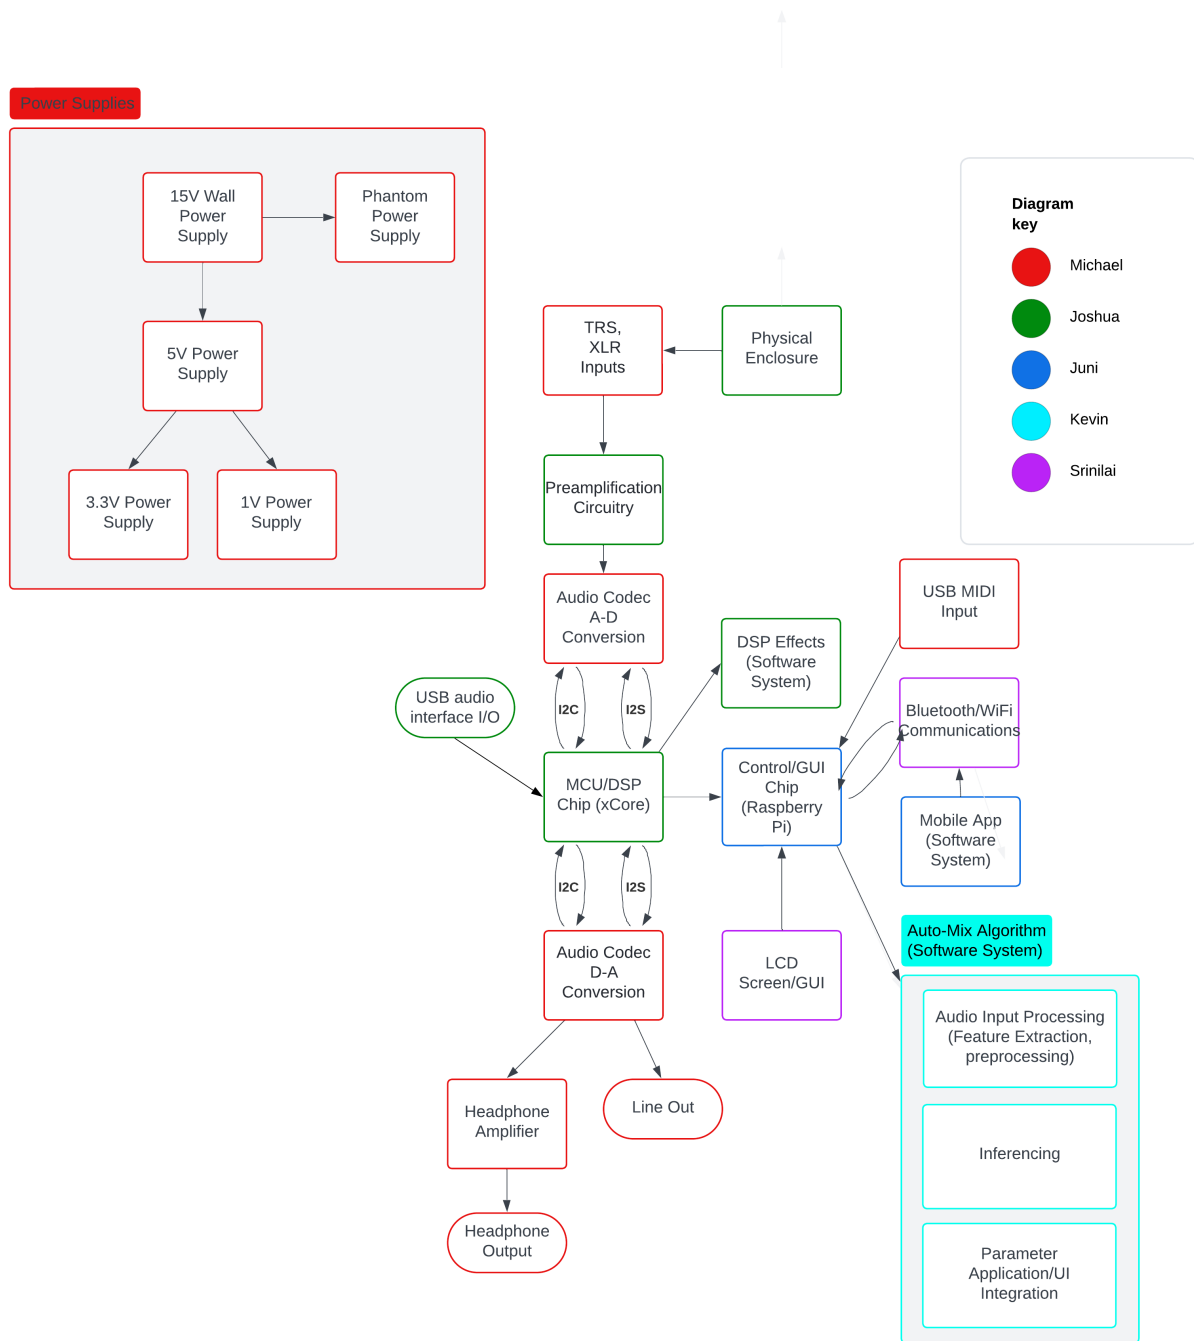 Power Supplies
15V Wall
Power
Supply
Phantom
Power
Supply
5V Power
Supply
3.3V Power
Supply
1V Power
Supply
Diagram
key
Michael
Joshua
Juni
Kevin
Srinilai
TRS,
XLR
Inputs
Physical
Enclosure
Preamplification
Circuitry
Audio Codec
A-D
Conversion
USB MIDI
Input
DSP Effects
(Software
System)
USB audio
interface I/O
I2C
I2S
Bluetooth/WiFi
Communications
MCU/DSP
Chip (xCore)
Control/GUI
Chip
(Raspberry
Pi)
Mobile App
(Software
System)
I2C
I2S
Auto-Mix Algorithm
(Software System)
Audio Codec
D-A
Conversion
LCD
Screen/GUI
Audio Input Processing
(Feature Extraction,
preprocessing)
Headphone
Amplifier
Line Out
Inferencing
Headphone
Output
Parameter
Application/UI
Integration